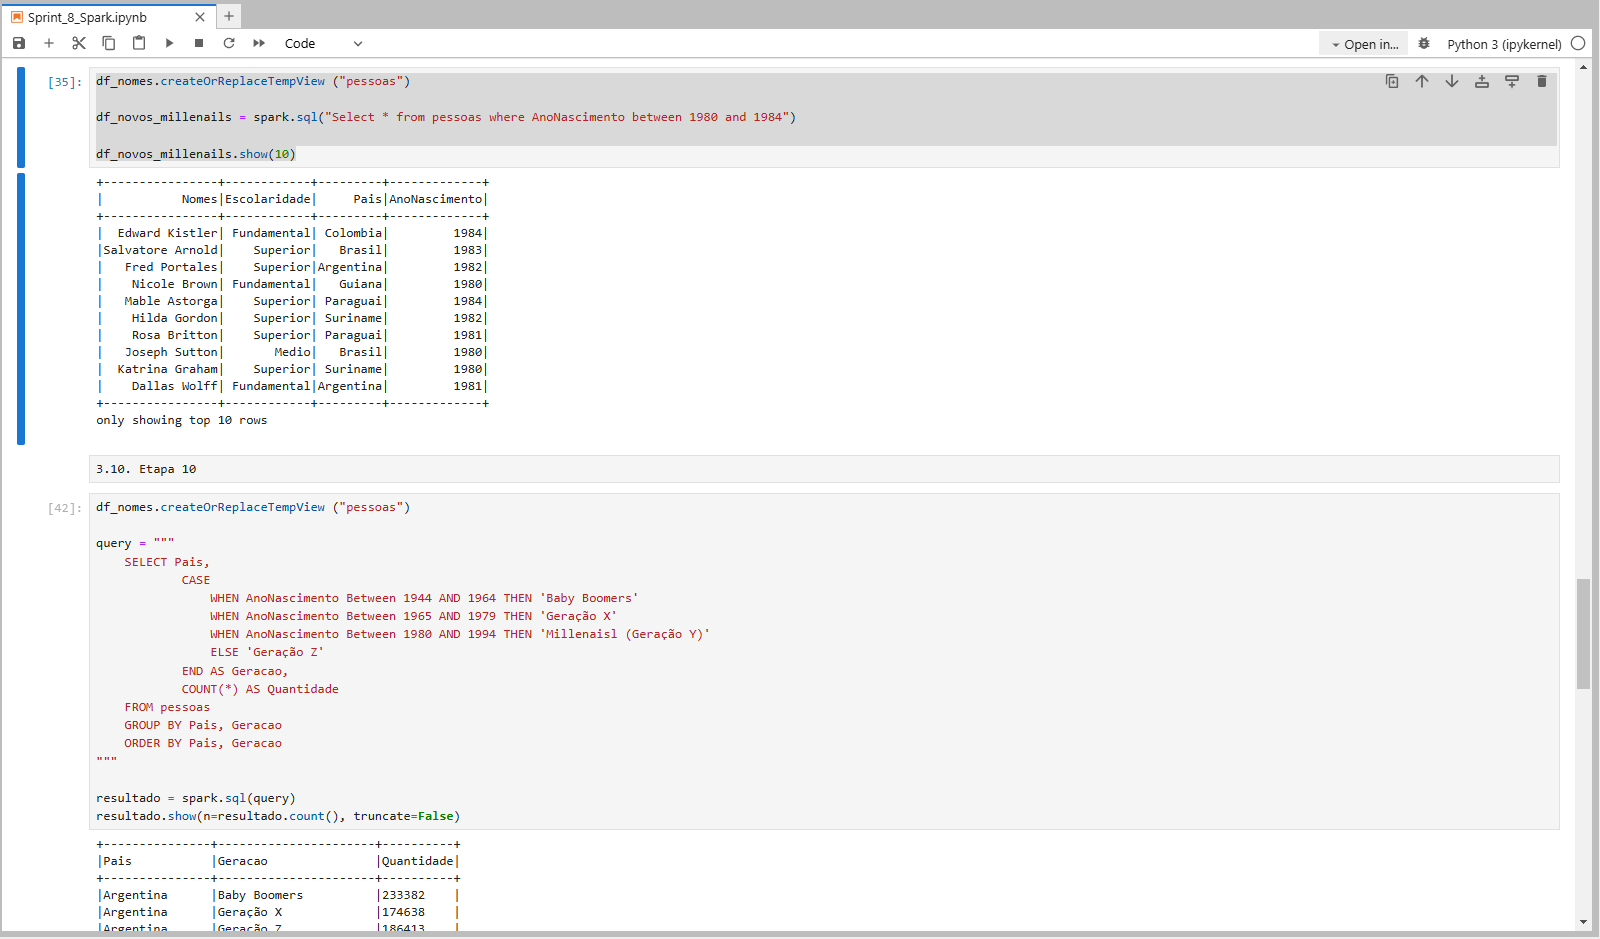 Sprint_8_Spark.ipynb
Code
Open in...
Python 3 (ipykernel)
[35]:
df_nomes.createOrReplaceTempView ("pessoas")
df_novos_millenails = spark.sql("Select * from pessoas where AnoNascimento between 1980 and 1984")
df_novos_millenails.show(10)
+----------------+------------+---------+-------------+
|           Nomes|Escolaridade|     Pais|AnoNascimento|
+----------------+------------+---------+-------------+
|  Edward Kistler| Fundamental| Colombia|         1984|
|Salvatore Arnold|    Superior|   Brasil|         1983|
|   Fred Portales|    Superior|Argentina|         1982|
|    Nicole Brown| Fundamental|   Guiana|         1980|
|   Mable Astorga|    Superior| Paraguai|         1984|
|    Hilda Gordon|    Superior| Suriname|         1982|
|    Rosa Britton|    Superior| Paraguai|         1981|
|   Joseph Sutton|       Medio|   Brasil|         1980|
|  Katrina Graham|    Superior| Suriname|         1980|
|    Dallas Wolff| Fundamental|Argentina|         1981|
+----------------+------------+---------+-------------+
only showing top 10 rows
3.10. Etapa 10
[42]:
df_nomes.createOrReplaceTempView ("pessoas")
query = """
    SELECT Pais,
            CASE
                WHEN AnoNascimento Between 1944 AND 1964 THEN 'Baby Boomers'
                WHEN AnoNascimento Between 1965 AND 1979 THEN 'Geração X'
                WHEN AnoNascimento Between 1980 AND 1994 THEN 'Millenaisl (Geração Y)'
                ELSE 'Geração Z'
            END AS Geracao,
            COUNT(*) AS Quantidade
    FROM pessoas
    GROUP BY Pais, Geracao
    ORDER BY Pais, Geracao
"""
resultado = spark.sql(query)
resultado.show(n=resultado.count(), truncate=False)
+---------------+----------------------+----------+
|Pais           |Geracao               |Quantidade|
+---------------+----------------------+----------+
|Argentina      |Baby Boomers          |233382    |
|Argentina      |Geração X             |174638    |
|Argentina      |Geração Z             |186413    |